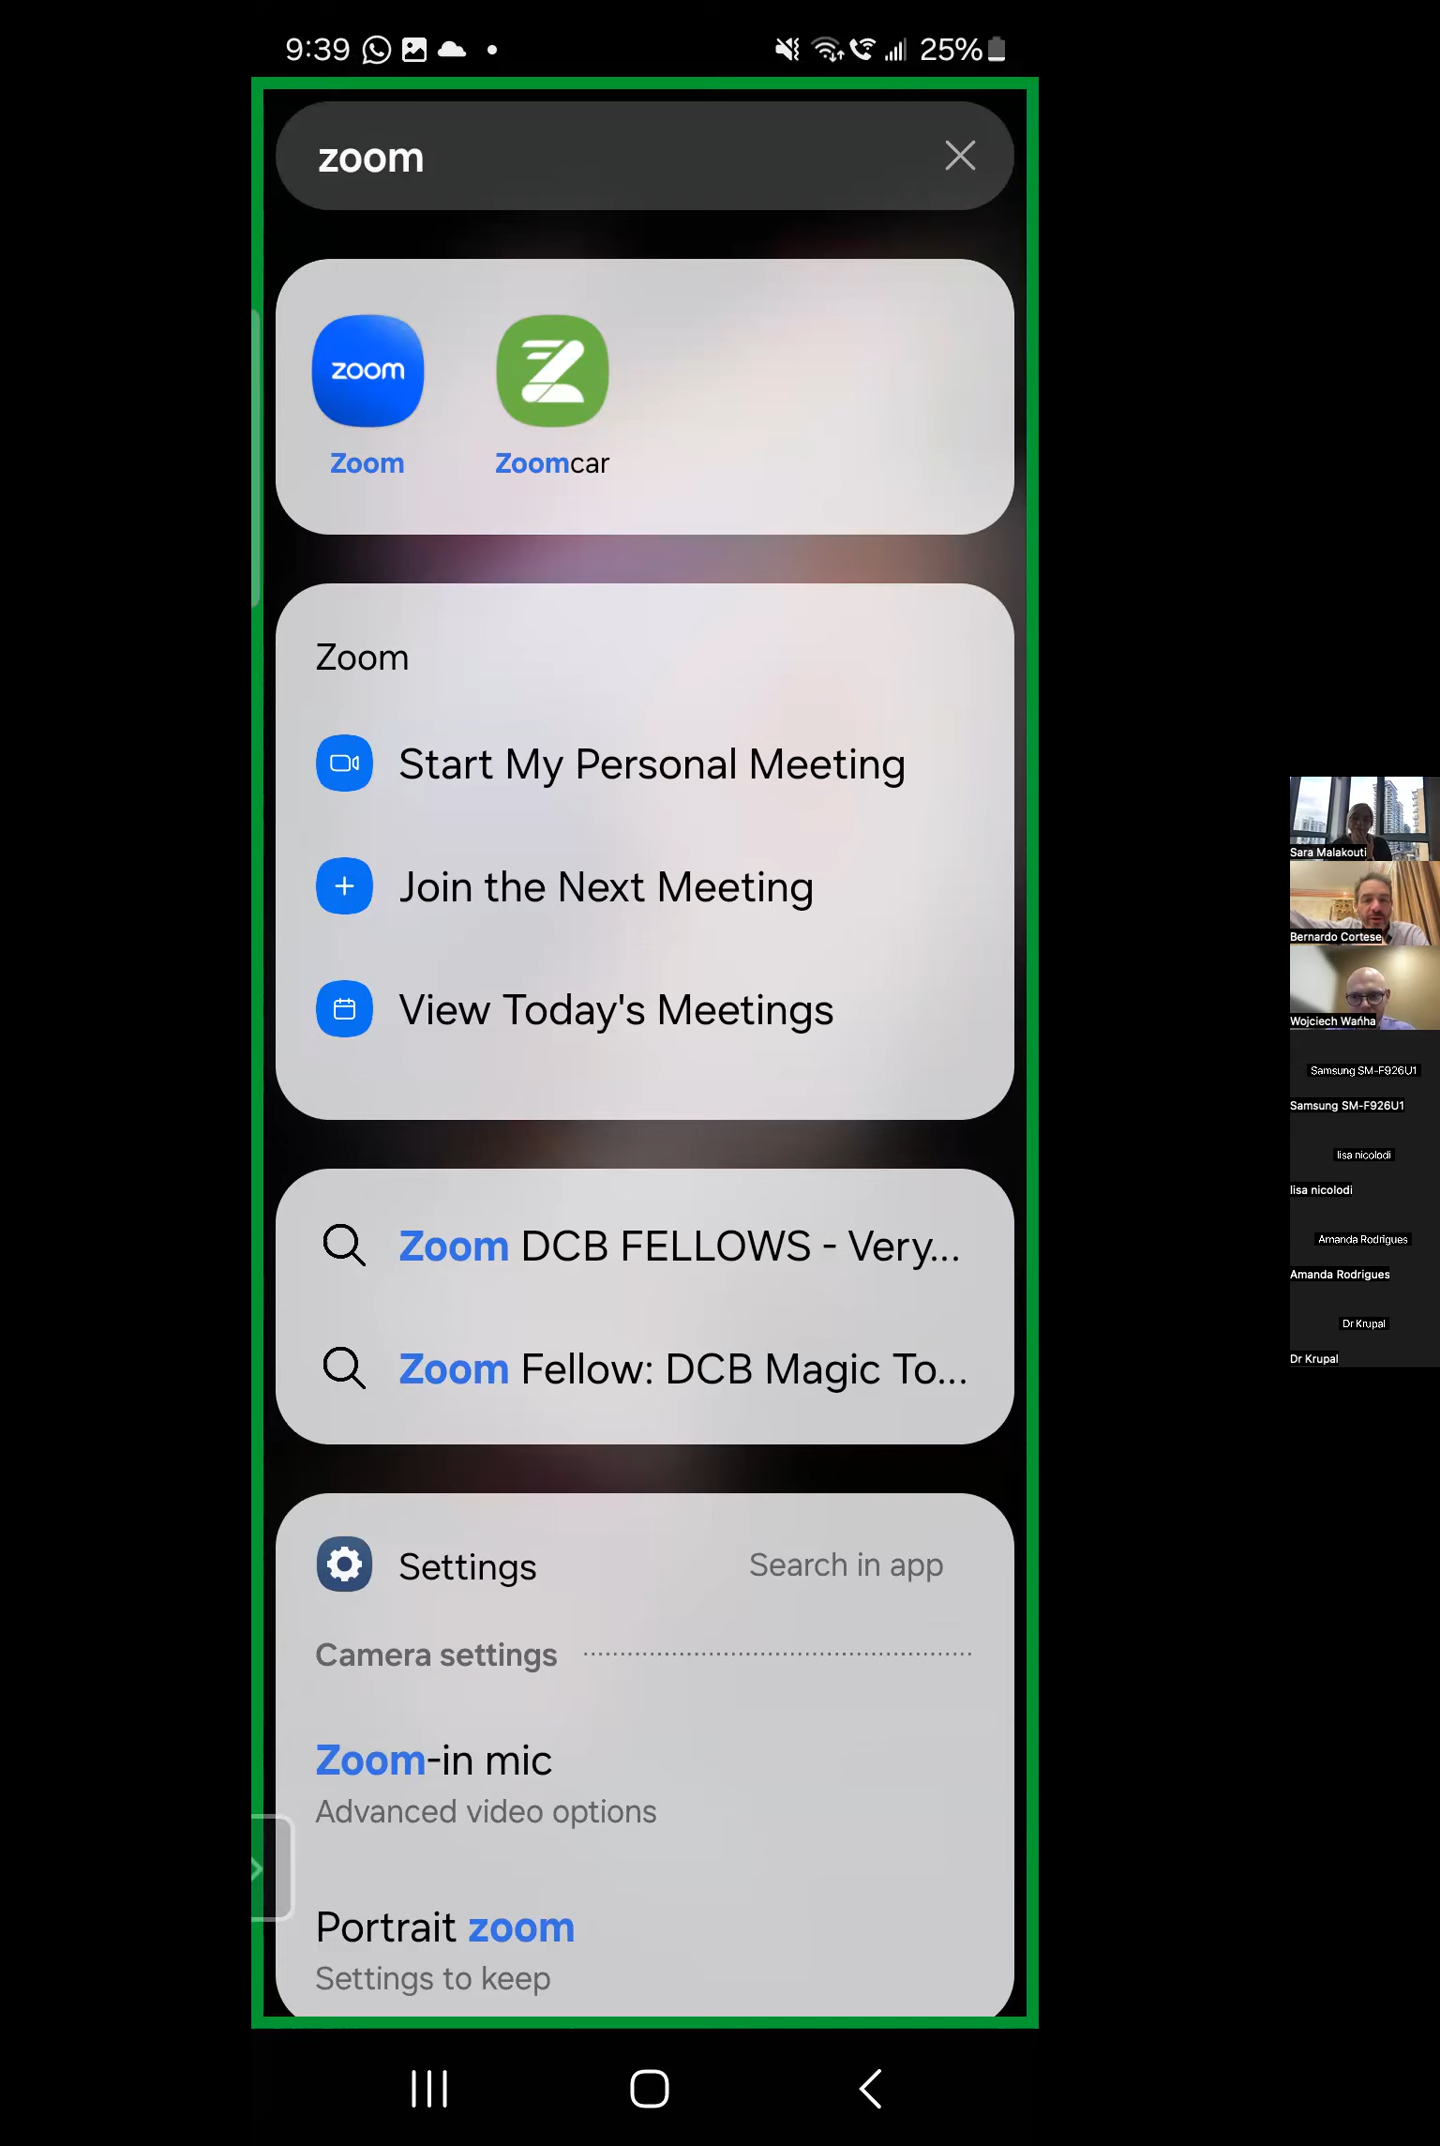 9:39
25%
zoom
zoom
Zoom
Zoomcar
Zoom
Start My Personal Meeting
Join the Next Meeting
View Today's Meetings
Zoom DCB FELLOWS - Very...
Zoom Fellow: DCB Magic To...
Settings
Search in app
Camera settings
Zoom-in mic
Advanced video options
Portrait zoom
Settings to keep
Sara Malakouti
Bernardo Cortese
Wojciech Wańha
Samsung SM-F926U1
Samsung SM-F926U1
lisa nicolodi
lisa nicolodi
Amanda Rodrigues
Amanda Rodrigues
Dr Krupal
Dr Krupal